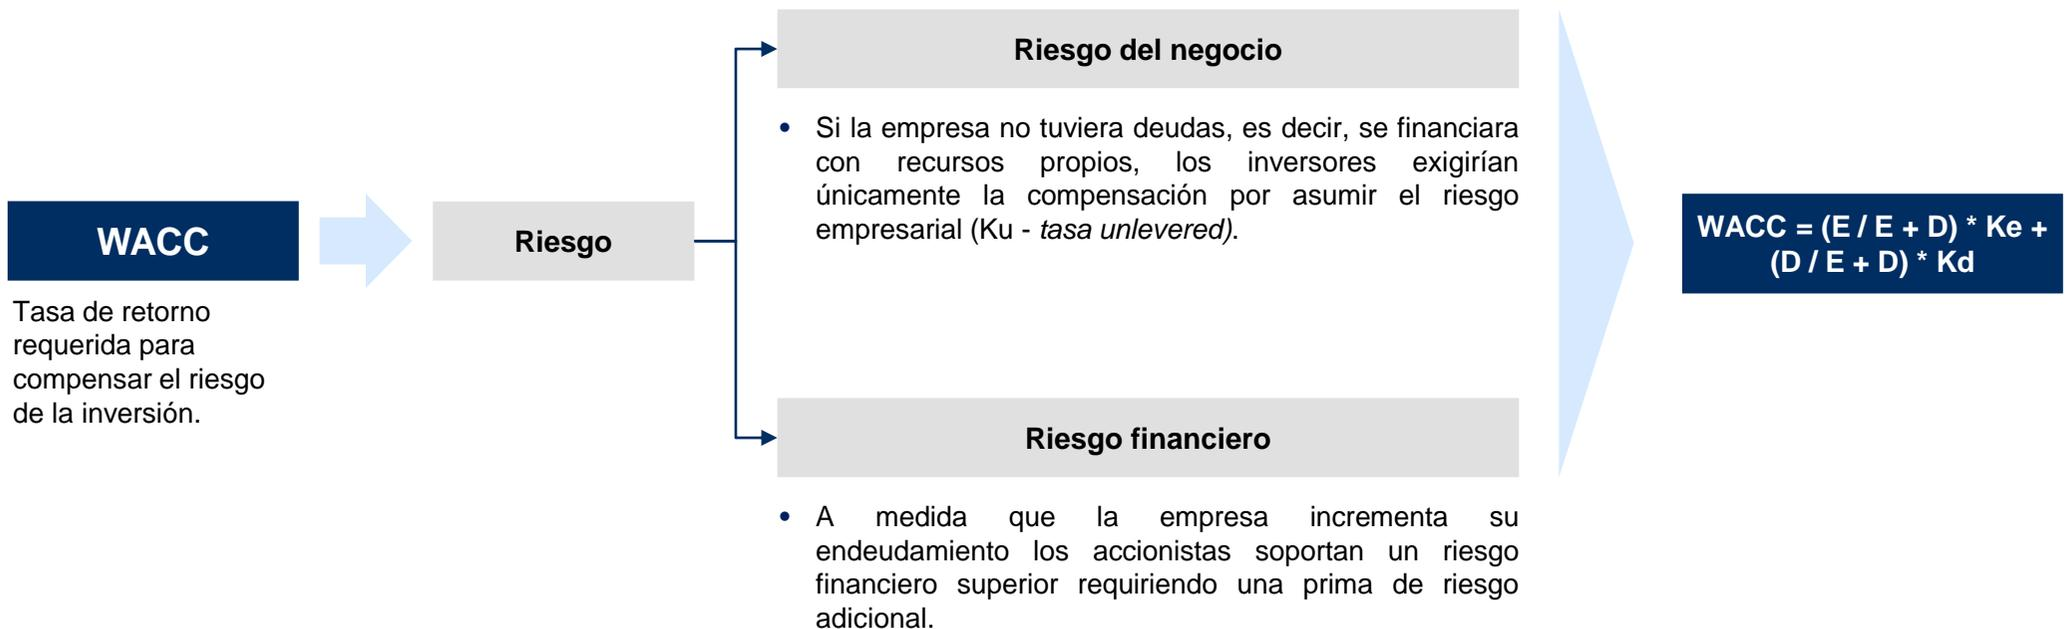 WACC
Tasa de retorno
requerida para
compensar el riesgo
de la inversión.
Riesgo
Riesgo del negocio
• Si la empresa no tuviera deudas, es decir, se financiara
con recursos propios, los inversores exigirían
únicamente la compensación por asumir el riesgo
empresarial (Ku - tasa unlevered).
Riesgo financiero
• A medida que la empresa incrementa su
endeudamiento los accionistas soportan un riesgo
financiero superior requiriendo una prima de riesgo
adicional.
WACC = (E / E + D) * Ke +
(D / E + D) * Kd